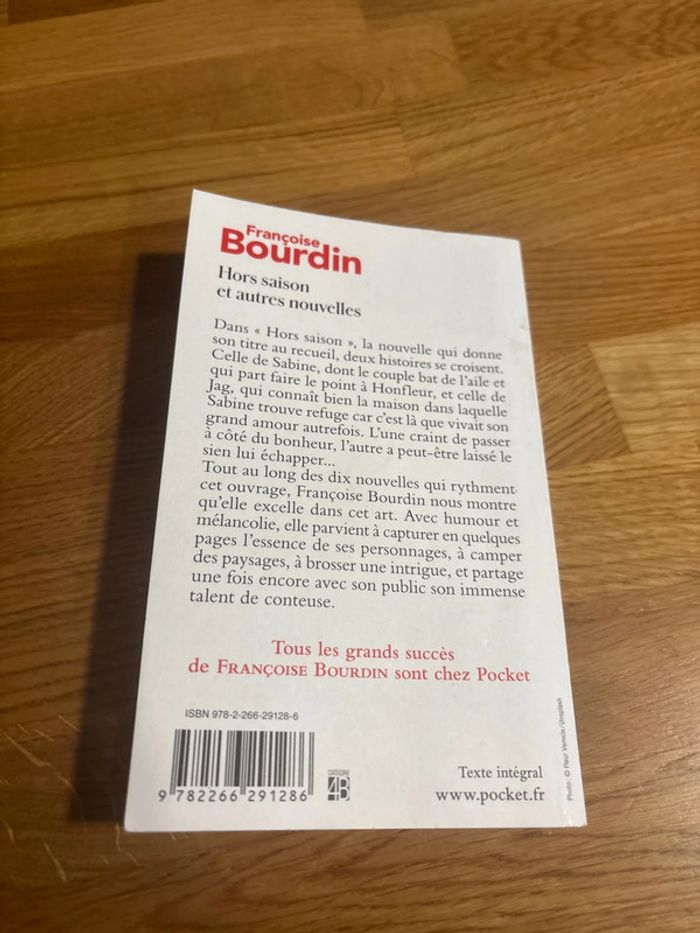 Françoise
Bourdin
Hors saison
et autres nouvelles
Dans « Hors saison », la nouvelle qui donne
son titre au recueil, deux histoires se croisent.
Celle de Sabine, dont le couple bat de l'aile et
qui part faire le point à Honfleur, et celle de
Jag, qui connaît bien la maison dans laquelle
Sabine trouve refuge car c'est là que vivait son
grand amour autrefois. L'une craint de passer
à côté du bonheur, l'autre a peut-être laissé le
sien lui échapper...
Tout au long des dix nouvelles qui rythment
cet ouvrage, Françoise Bourdin nous montre
qu'elle excelle dans cet art. Avec humour et
mélancolie, elle parvient à capturer en quelques
pages l'essence de ses personnages, à camper
des paysages, à brosser une intrigue, et partage
une fois encore avec son public son immense
talent de conteuse.
Tous les grands succès
de FRANÇOISE BOURDIN sont chez Pocket
ISBN 978-2-266-29128-6
9 782266 291286
CATÉGORIE
4B
Texte intégral
www.pocket.fr
Photo : © Fleur / Unsplash